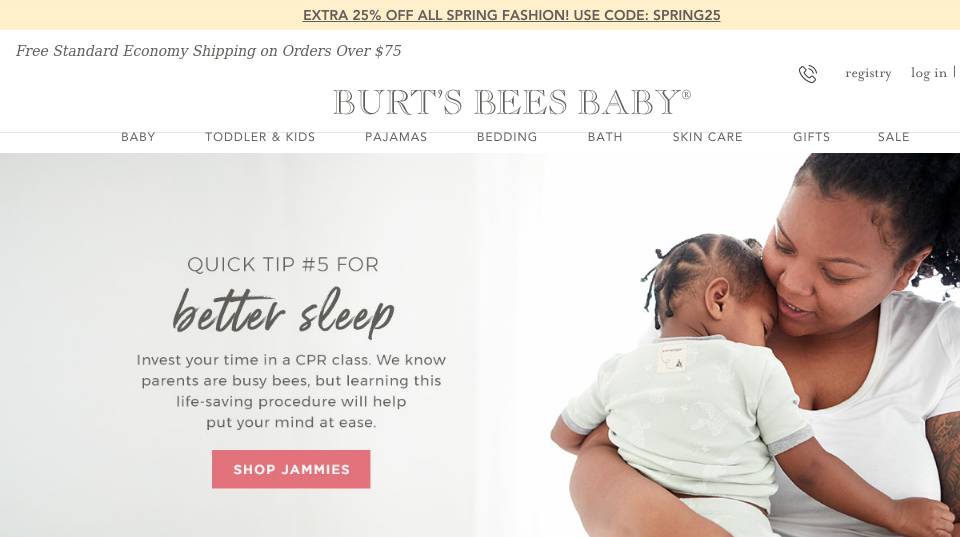 EXTRA 25% OFF ALL SPRING FASHION! USE CODE: SPRING25
Free Standard Economy Shipping on Orders Over $75
registry log in |
BURT'S BEES BABY®
BABY TODDLER & KIDS PAJAMAS BEDDING BATH SKIN CARE GIFTS SALE
QUICK TIP #5 FOR
better sleep
Invest your time in a CPR class. We know
parents are busy bees, but learning this
life-saving procedure will help
put your mind at ease.
SHOP JAMMIES